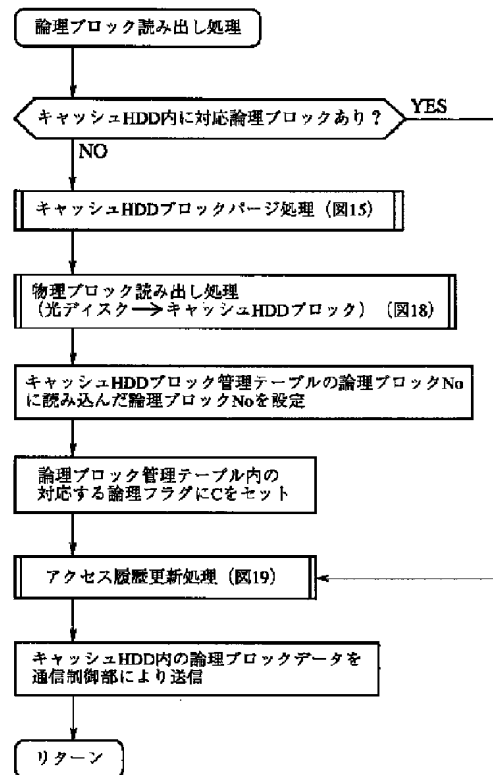 論理ブロック読み出し処理
キャッシュHDD内に対応論理ブロックあり？
YES
NO
キャッシュHDDブロックパージ処理（図15）
物理ブロック読み出し処理
（光ディスク→キャッシュHDDブロック）（図18）
キャッシュHDDブロック管理テーブルの論理ブロックNo
に読み込んだ論理ブロックNoを設定
論理ブロック管理テーブル内の
対応する論理フラグにCをセット
アクセス履歴更新処理（図19）
キャッシュHDD内の論理ブロックデータを
通信制御部により送信
リターン